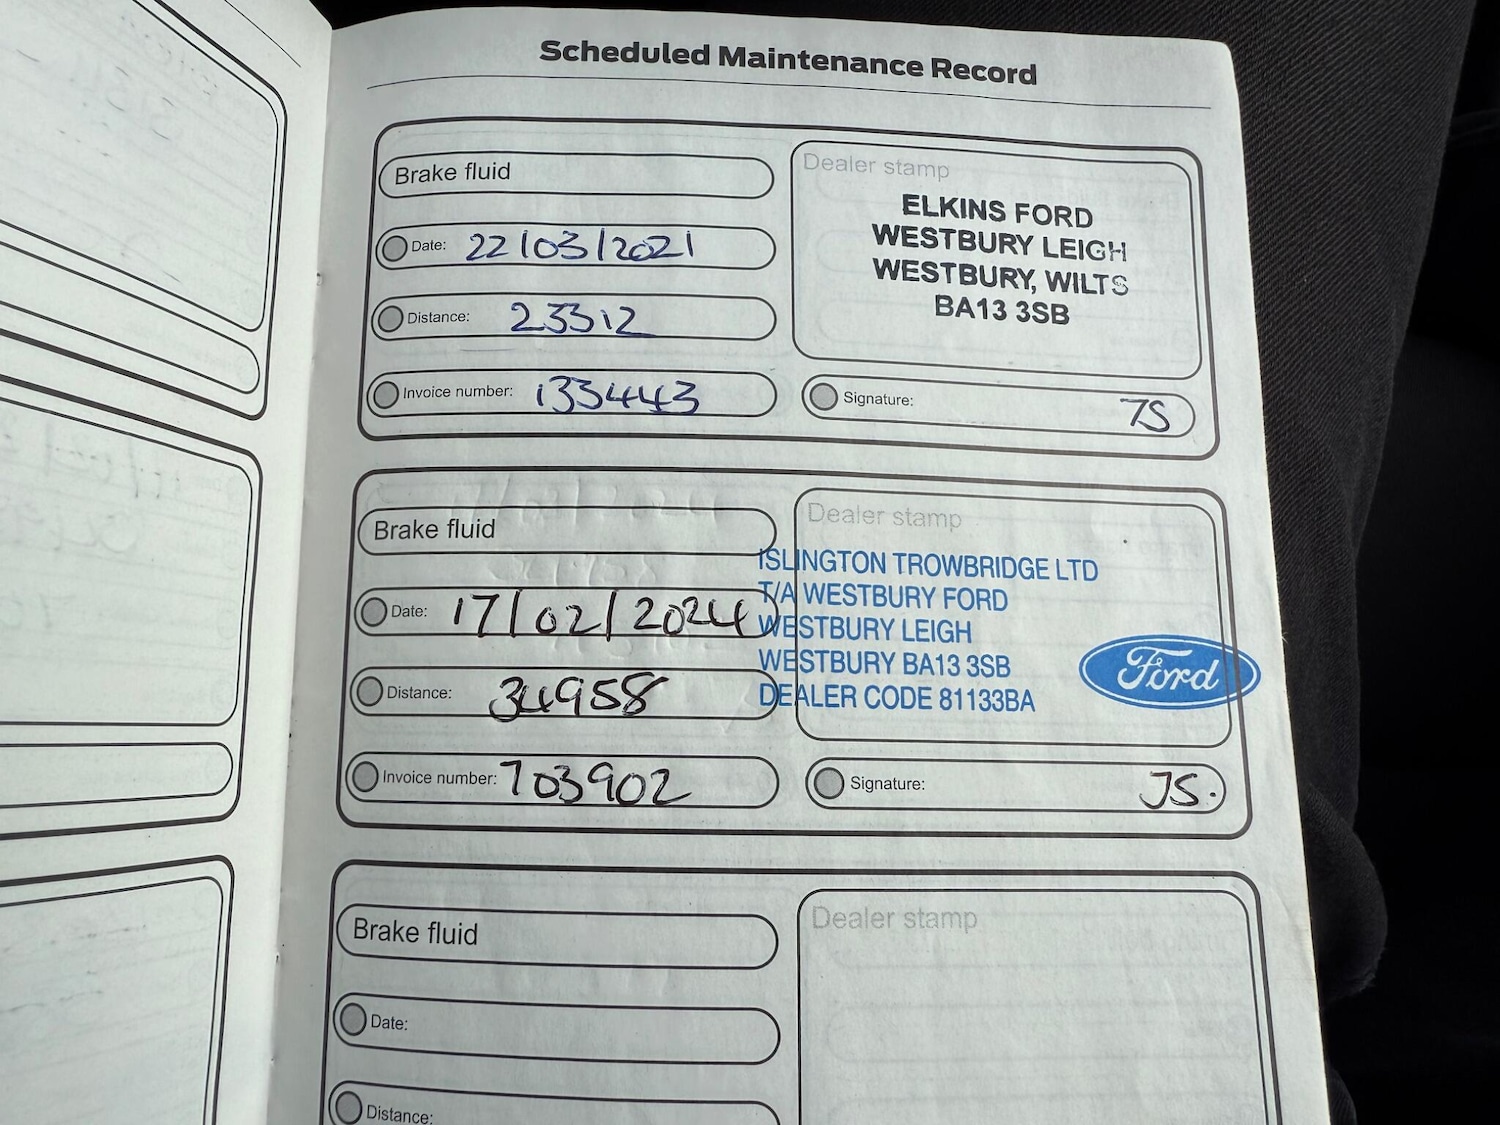 Scheduled Maintenance Record
Brake fluid
Date: 22/03/2021
Distance: 23312
Invoice number: 133443
Dealer stamp
ELKINS FORD
WESTBURY LEIGH
WESTBURY, WILTS
BA13 3SB
Signature: JS
Brake fluid
Date: 17/02/2024
Distance: 34958
Invoice number: 703902
Dealer stamp
ISLINGTON TROWBRIDGE LTD
T/A WESTBURY FORD
WESTBURY LEIGH
WESTBURY BA13 3SB
DEALER CODE 81133BA
Ford
Signature: JS.
Brake fluid
Date:
Distance:
Dealer stamp